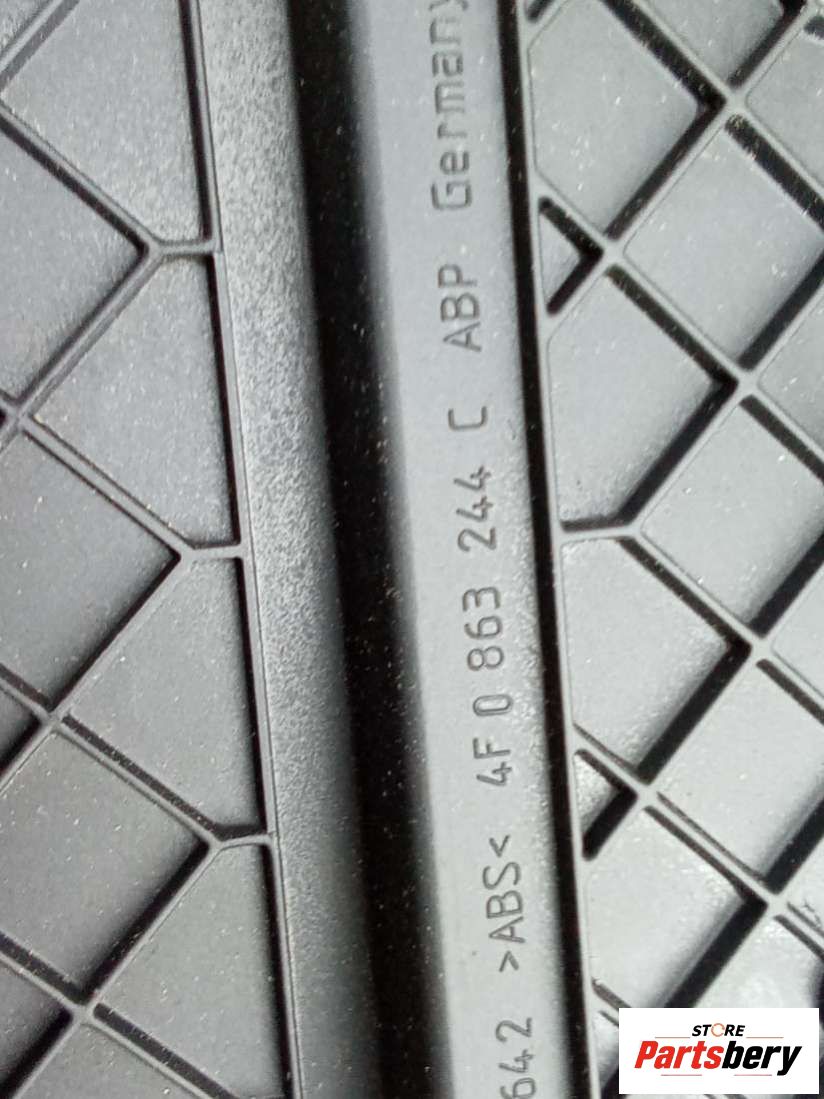 642 >ABS< 4F0 863 244 C ABP Germany
STORE
Partsbery